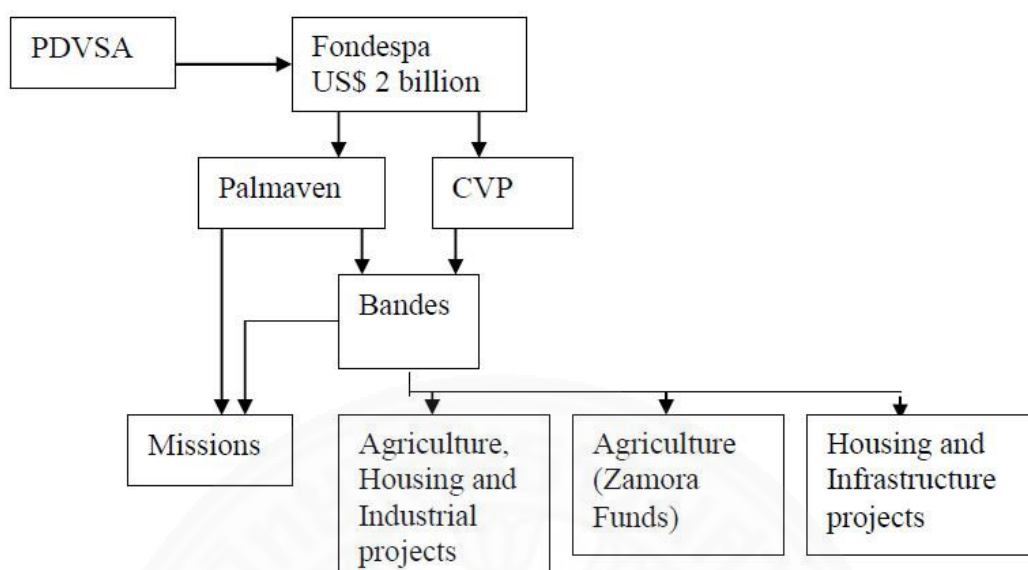 PDVSA
Fondespa
US$ 2 billion
Palmaven
CVP
Bandes
Missions
Agriculture,
Housing and
Industrial
projects
Agriculture
(Zamora
Funds)
Housing and
Infrastructure
projects